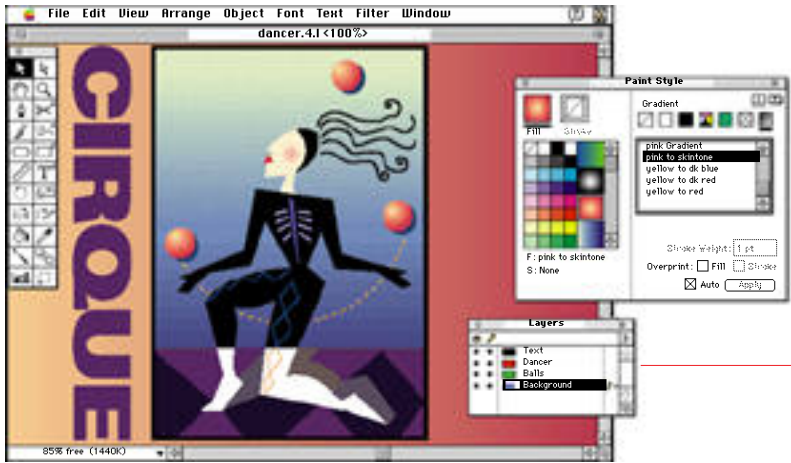 File Edit View Arrange Object Font Text Filter Window
dancer.4.I <100%>
CIRQUE
85% free (1440K)
Paint Style
Fill
Stroke
Gradient
pink Gradient
pink to skintone
yellow to dk blue
yellow to dk red
yellow to red
F: pink to skintone
S: None
Stroke Weight: 1 pt
Overprint: Fill Stroke
Auto Apply
Layers
Text
Dancer
Balls
Background